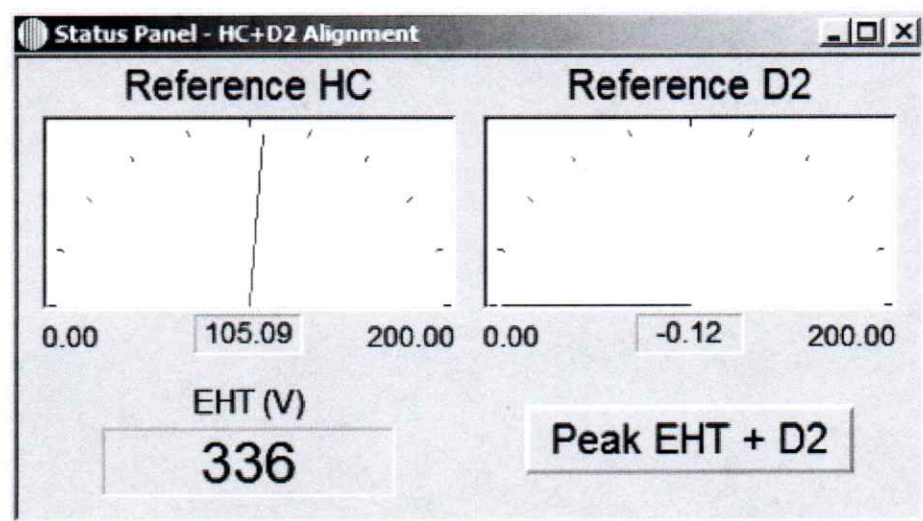 Status Panel - HC+D2 Alignment
Reference HC
Reference D2
0.00 105.09 200.00
0.00 -0.12 200.00
EHT (V)
336
Peak EHT + D2